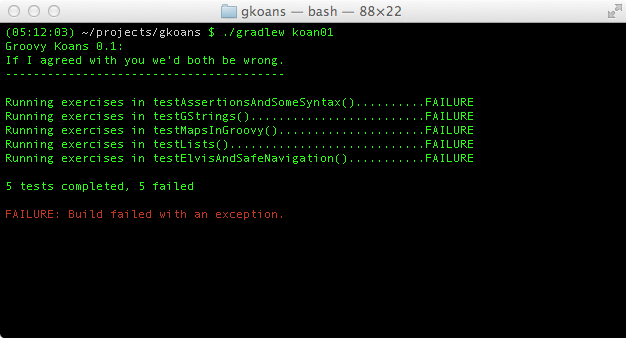 gkoans — bash — 88×22
(05:12:03) ~/projects/gkoans $ ./gradlew koan01
Groovy Koans 0.1:
If I agreed with you we'd both be wrong.
----------------------------------------
Running exercises in testAssertionsAndSomeSyntax()..........FAILURE
Running exercises in testGStrings().........................FAILURE
Running exercises in testMapsInGroovy().....................FAILURE
Running exercises in testLists()............................FAILURE
Running exercises in testElvisAndSafeNavigation()...........FAILURE
5 tests completed, 5 failed
FAILURE: Build failed with an exception.